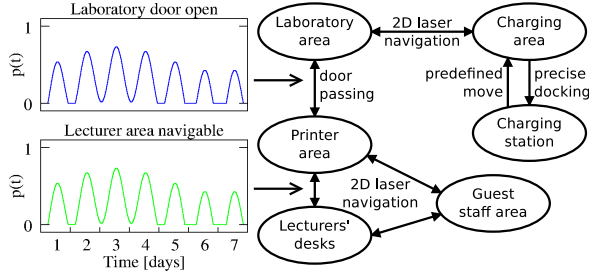 Laboratory door open
1
p(t)
0
Lecturer area navigable
1
p(t)
0
1 2 3 4 5 6 7
Time [days]
Laboratory
area
2D laser
navigation
Charging
area
door
passing
predefined
move
precise
docking
Charging
station
Printer
area
2D laser
navigation
Guest
staff area
Lecturers'
desks